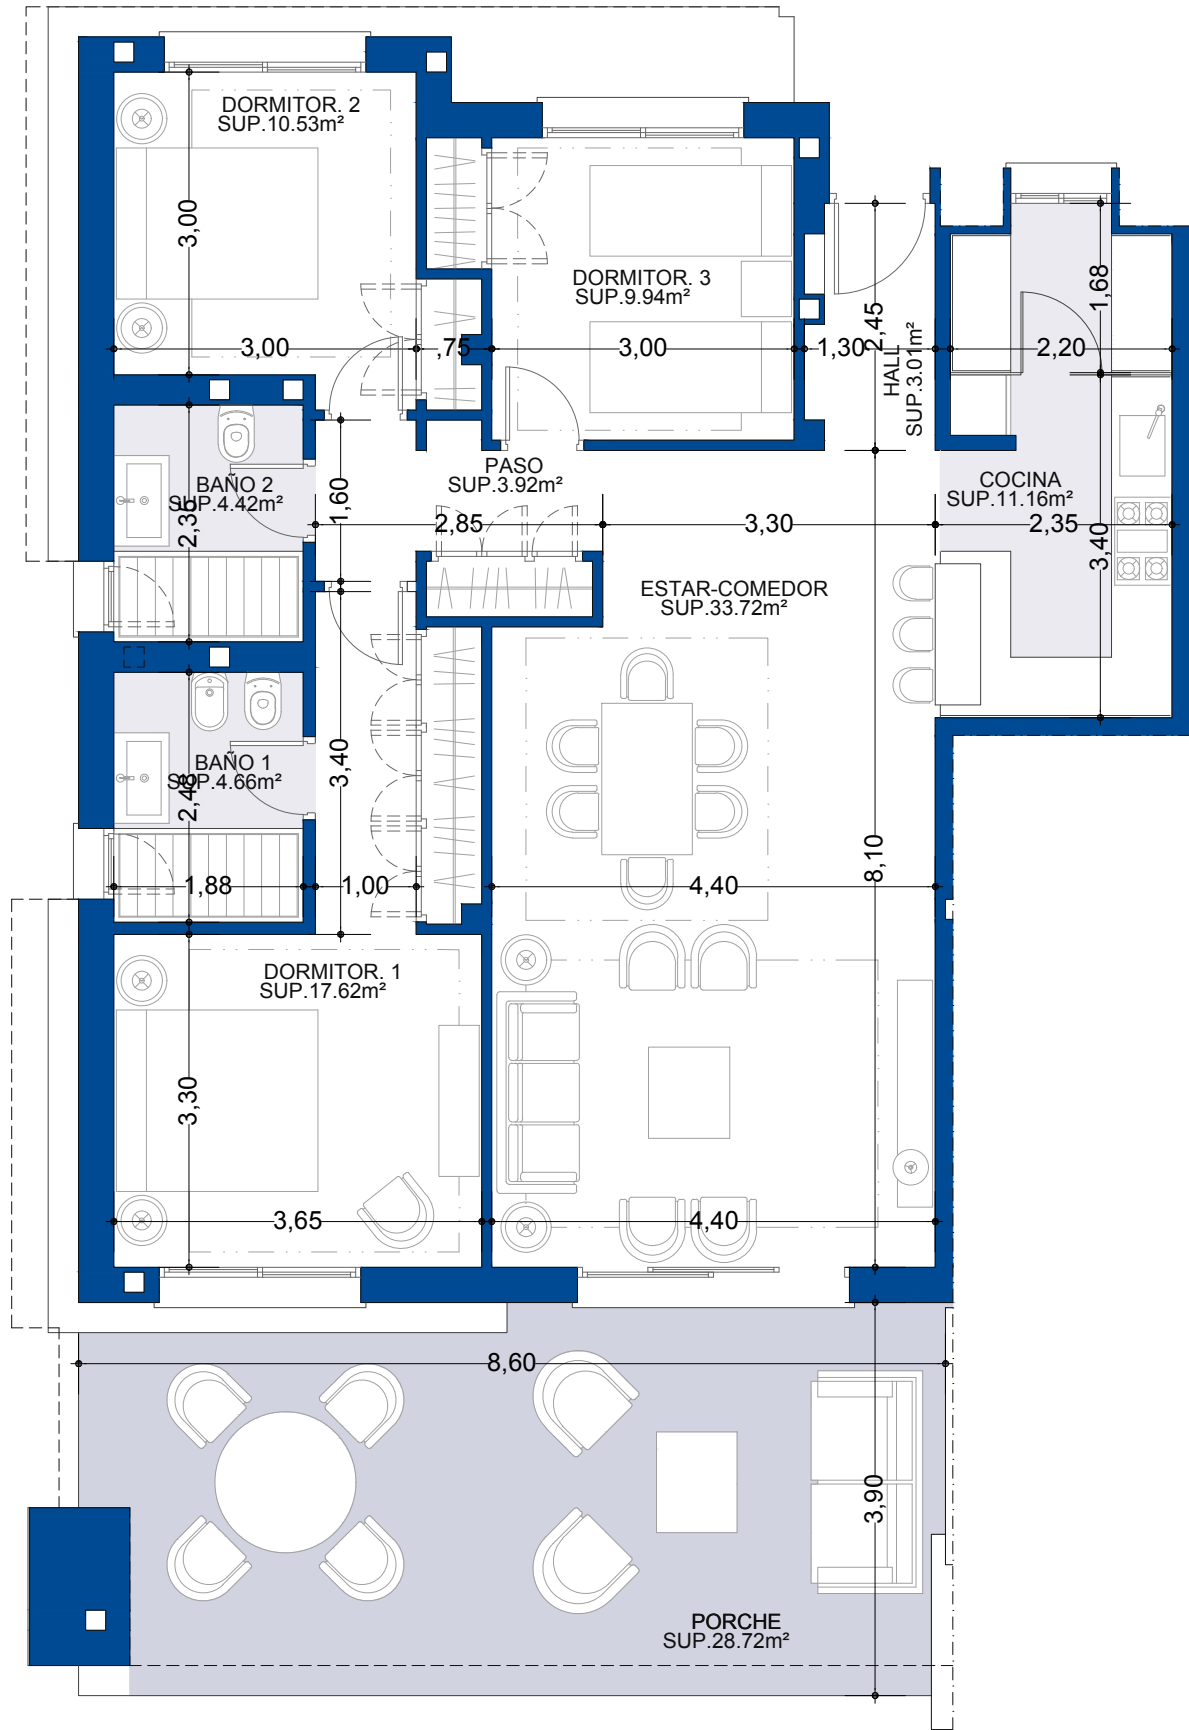 DORMITOR. 2
SUP.10.53m²
3,00
3,00
,75
DORMITOR. 3
SUP.9.94m²
3,00
1,30
2,45
HALL
SUP.3.01m²
1,68
2,20
BAÑO 2
SUP.4.42m²
2,35
1,60
PASO
SUP.3.92m²
2,85
3,30
COCINA
SUP.11.16m²
2,35
3,40
ESTAR-COMEDOR
SUP.33.72m²
BAÑO 1
SUP.4.66m²
2,48
3,40
1,88
1,00
4,40
8,10
DORMITOR. 1
SUP.17.62m²
3,30
3,65
4,40
8,60
3,90
PORCHE
SUP.28.72m²